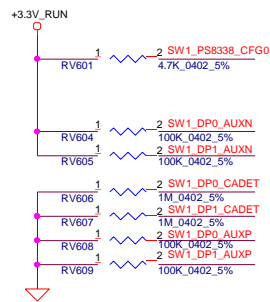 +3.3V_RUN
1 2 SW1_PS8338_CFG0
RV601 4.7K_0402_5%
1 2 SW1_DP0_AUXN
RV604 100K_0402_5%
1 2 SW1_DP1_AUXN
RV605 100K_0402_5%
1 2 SW1_DP0_CADET
RV606 1M_0402_5%
1 2 SW1_DP1_CADET
RV607 1M_0402_5%
1 2 SW1_DP0_AUXP
RV608 100K_0402_5%
1 2 SW1_DP1_AUXP
RV609 100K_0402_5%